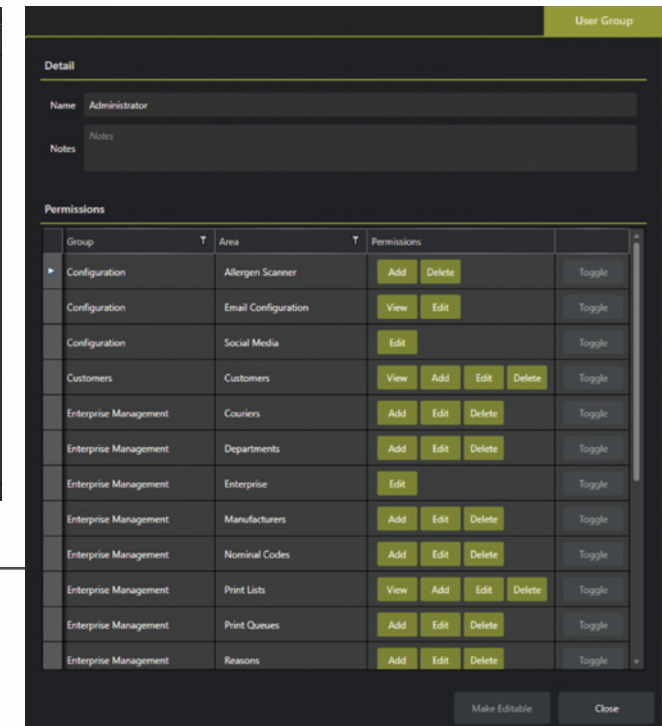 User Group
Detail
Name Administrator
Notes Notes
Permissions
Group Area Permissions
Configuration Allergen Scanner Add Delete Toggle
Configuration Email Configuration View Edit Toggle
Configuration Social Media Edit Toggle
Customers Customers View Add Edit Delete Toggle
Enterprise Management Couriers Add Edit Delete Toggle
Enterprise Management Departments Add Edit Delete Toggle
Enterprise Management Enterprise Edit Toggle
Enterprise Management Manufacturers Add Edit Delete Toggle
Enterprise Management Nominal Codes Add Edit Delete Toggle
Enterprise Management Print Lists View Add Edit Delete Toggle
Enterprise Management Print Queues Add Edit Delete Toggle
Enterprise Management Reasons Add Edit Delete Toggle
Make Editable Close